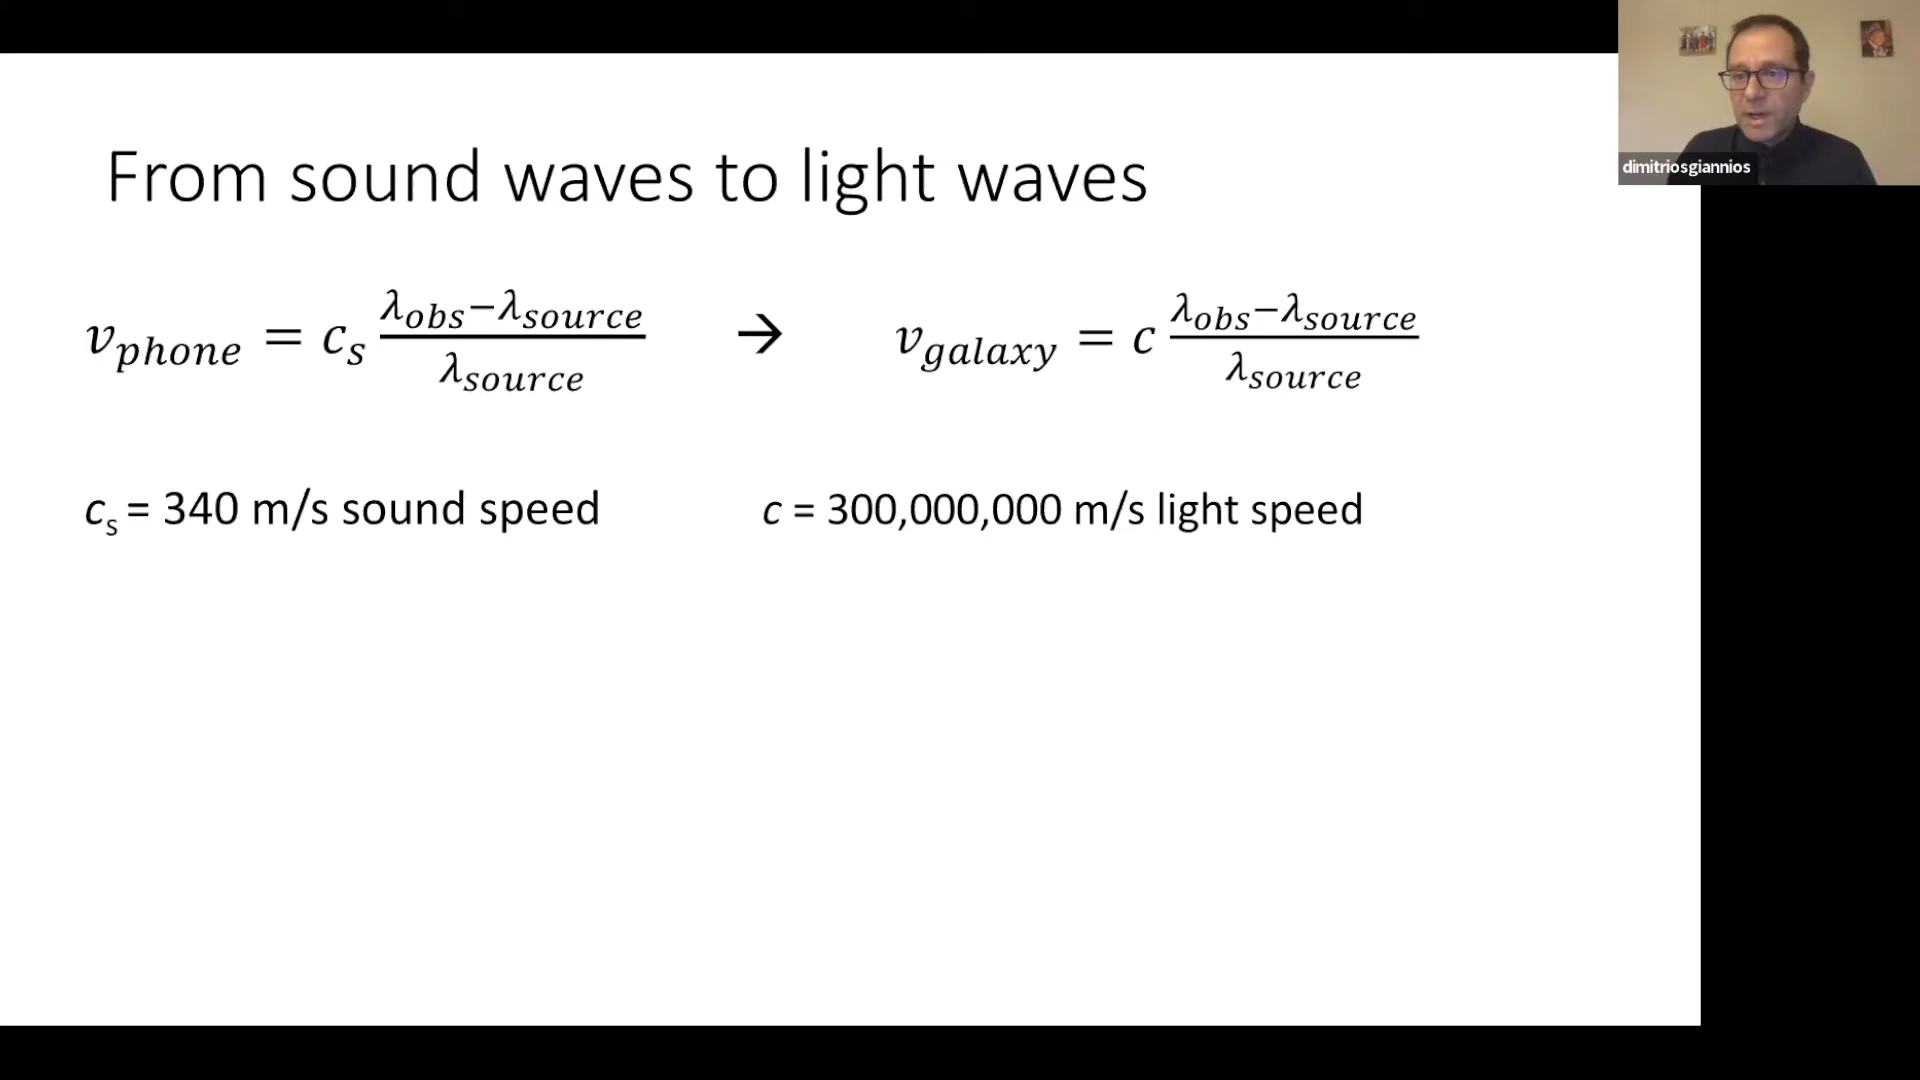 dimitriosgiannios
From sound waves to light waves
v_phone = c_s (λ_obs−λ_source)/λ_source → v_galaxy = c (λ_obs−λ_source)/λ_source
c_s = 340 m/s sound speed c = 300,000,000 m/s light speed